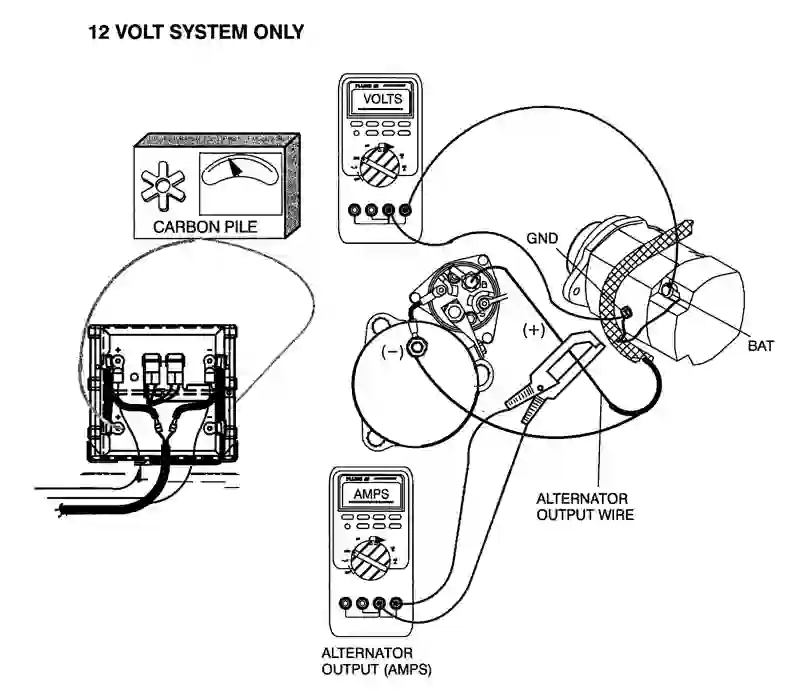 12 VOLT SYSTEM ONLY
VOLTS
CARBON PILE
GND
(+)
(−)
BAT
+
−
+
−
ALTERNATOR
OUTPUT WIRE
AMPS
ALTERNATOR
OUTPUT (AMPS)